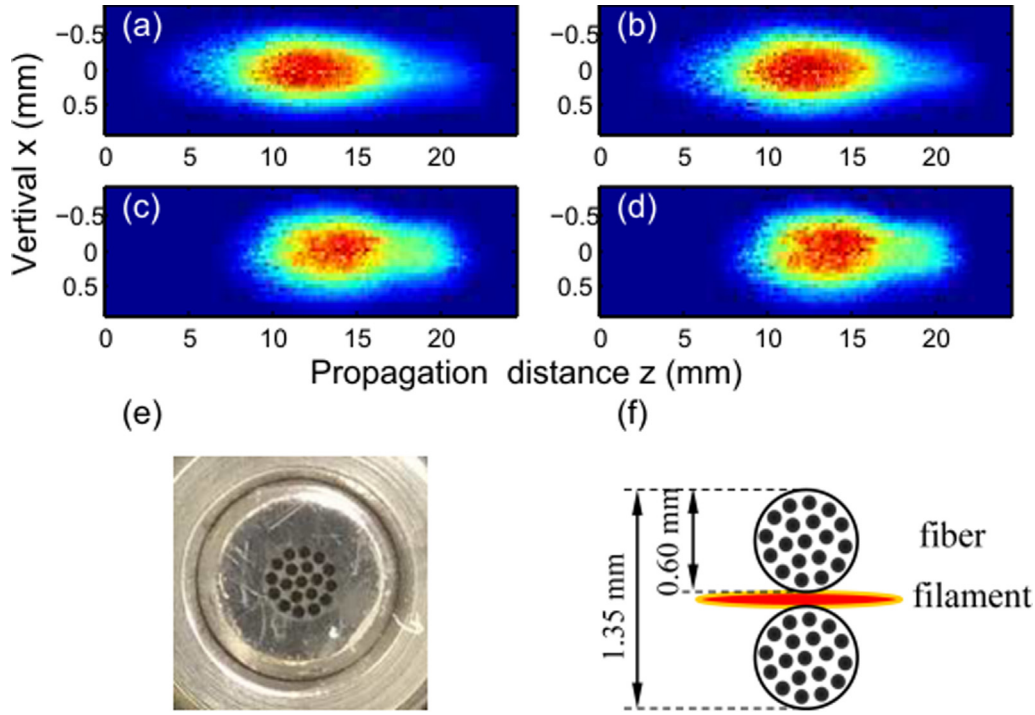 (a) (b)
−0.5 −0.5
0 0
0.5 0.5
0 5 10 15 20 0 5 10 15 20
Vertival x (mm)
(c) (d)
−0.5 −0.5
0 0
0.5 0.5
0 5 10 15 20 0 5 10 15 20
Propagation distance z (mm)
(e) (f)
0.60 mm
1.35 mm
fiber
filament